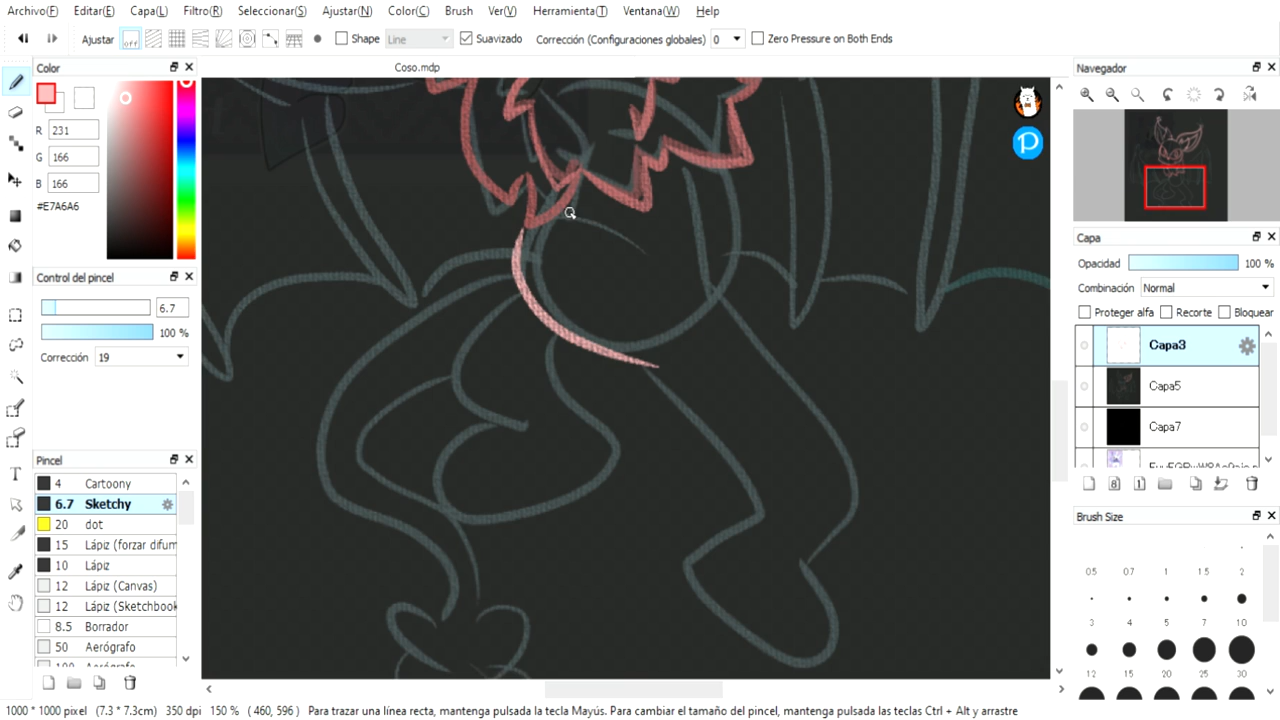 Archivo(F) Editar(E) Capa(L) Filtro(R) Seleccionar(S) Ajustar(N) Color(C) Brush Ver(V) Herramienta(T) Ventana(W) Help
Ajustar off Shape Line Suavizado Corrección (Configuraciones globales) 0 Zero Pressure on Both Ends
Color
Coso.mdp
Navegador
R 231
G 166
B 166
#E7A6A6
Control del pincel
6.7
100 %
Corrección 19
Pincel
4 Cartoony
6.7 Sketchy
20 dot
15 Lápiz (forzar difum
10 Lápiz
12 Lápiz (Canvas)
12 Lápiz (Sketchbook
8.5 Borrador
50 Aerógrafo
100 Aerógrafo
Capa
Opacidad 100 %
Combinación Normal
Proteger alfa Recorte Bloquear
Capa3
Capa5
Capa7
Brush Size
0.5 0.7 1 1.5 2
3 4 5 7 10
12 15 20 25 30
1000 * 1000 pixel (7.3 * 7.3cm) 350 dpi 150 % ( 460, 596 ) Para trazar una línea recta, mantenga pulsada la tecla Mayús. Para cambiar el tamaño del pincel, mantenga pulsadas las teclas Ctrl + Alt y arrastre